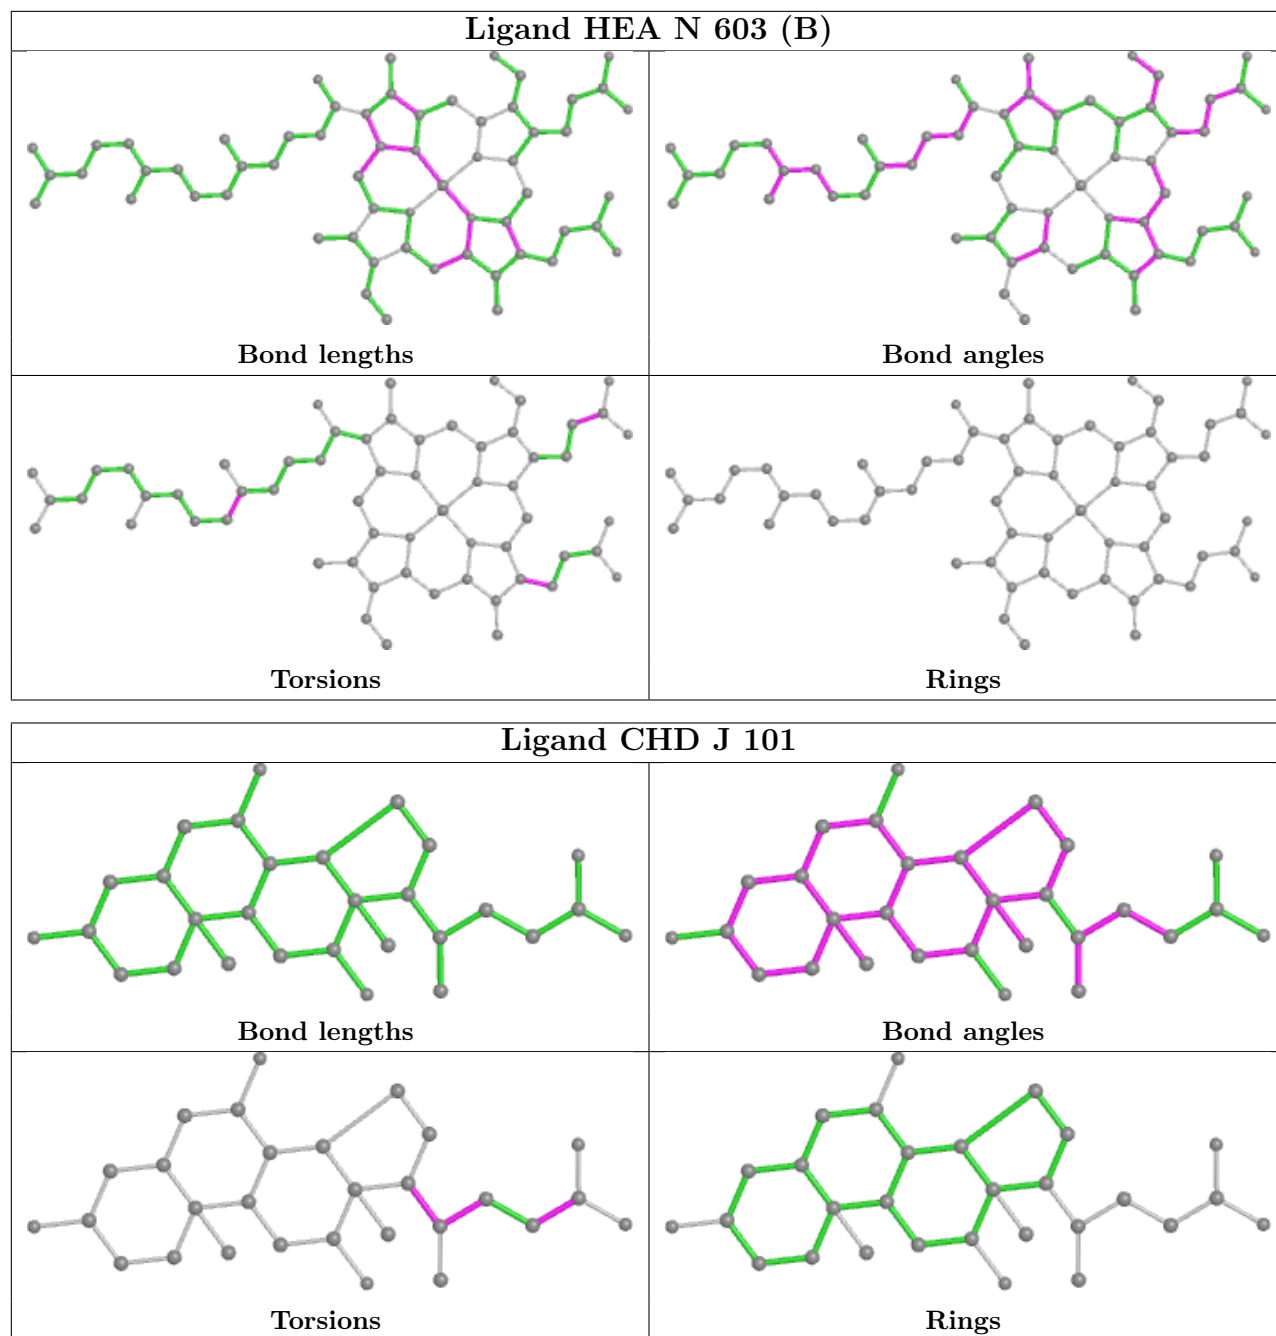 Ligand HEA N 603 (B)
Bond lengths
Bond angles
Torsions
Rings
Ligand CHD J 101
Bond lengths
Bond angles
Torsions
Rings